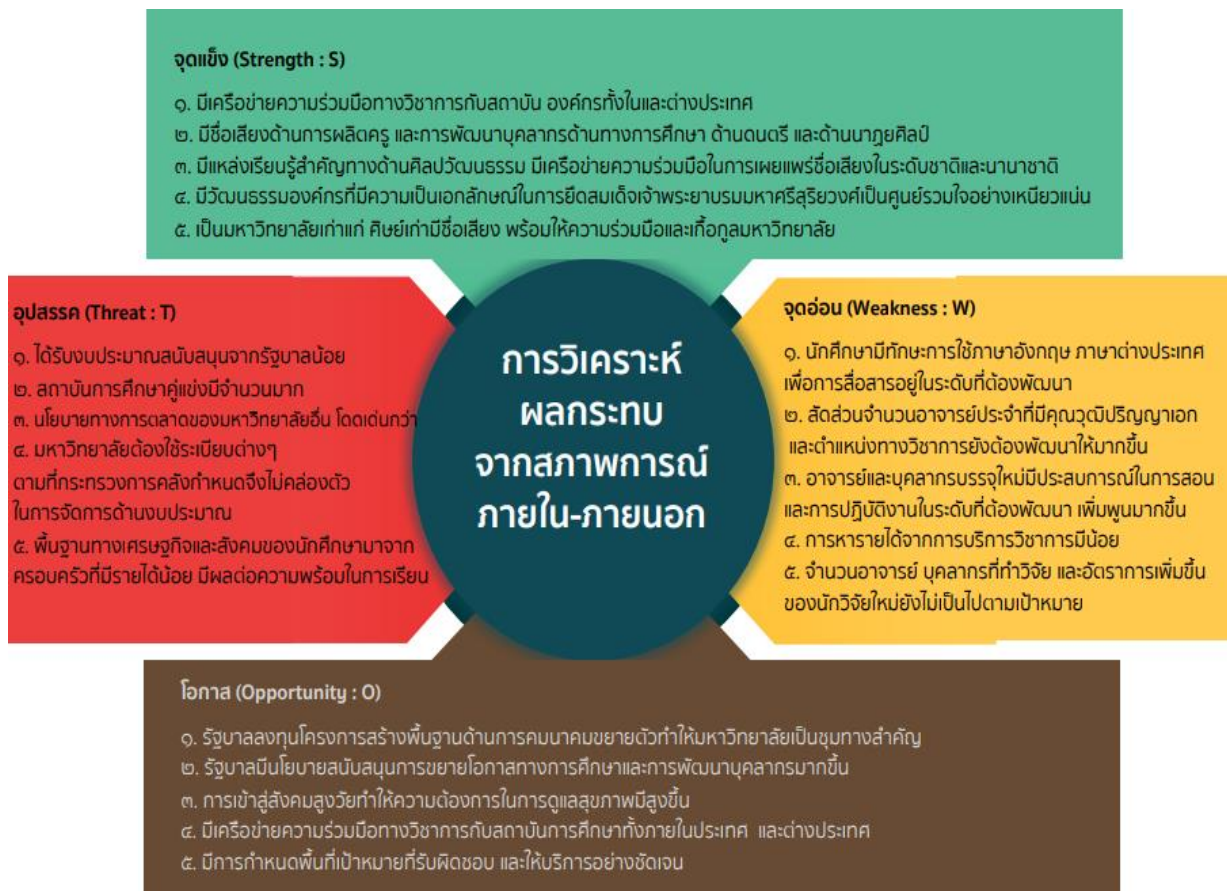 จุดแข็ง (Strength : S)
๑. มีเครือข่ายความร่วมมือทางวิชาการกับสถาบัน องค์กรทั้งในและต่างประเทศ
๒. มีชื่อเสียงด้านการผลิตครู และการพัฒนาบุคลากรด้านทางการศึกษา ด้านดนตรี และด้านนาฏยศิลป์
๓. มีแหล่งเรียนรู้สำคัญทางด้านศิลปวัฒนธรรม มีเครือข่ายความร่วมมือในการเผยแพร่ชื่อเสียงในระดับชาติและนานาชาติ
๔. มีวัฒนธรรมองค์กรที่มีความเป็นเอกลักษณ์ในการยึดสมเด็จเจ้าพระยาบรมมหาศรีสุริยวงศ์เป็นศูนย์รวมใจอย่างเหนียวแน่น
๕. เป็นมหาวิทยาลัยเก่าแก่ ศิษย์เก่ามีชื่อเสียง พร้อมให้ความร่วมมือและเกื้อกูลมหาวิทยาลัย
อุปสรรค (Threat : T)
๑. ได้รับงบประมาณสนับสนุนจากรัฐบาลน้อย
๒. สถาบันการศึกษาคู่แข่งมีจำนวนมาก
๓. นโยบายทางการตลาดของมหาวิทยาลัยอื่น โดดเด่นกว่า
๔. มหาวิทยาลัยต้องใช้ระเบียบต่างๆ
ตามที่กระทรวงการคลังกำหนดจึงไม่คล่องตัว
ในการจัดการด้านงบประมาณ
๕. พื้นฐานทางเศรษฐกิจและสังคมของนักศึกษามาจาก
ครอบครัวที่มีรายได้น้อย มีผลต่อความพร้อมในการเรียน
การวิเคราะห์
ผลกระทบ
จากสภาพการณ์
ภายใน-ภายนอก
จุดอ่อน (Weakness : W)
๑. นักศึกษามีทักษะการใช้ภาษาอังกฤษ ภาษาต่างประเทศ
เพื่อการสื่อสารอยู่ในระดับที่ต้องพัฒนา
๒. สัดส่วนจำนวนอาจารย์ประจำที่มีคุณวุฒิปริญญาเอก
และตำแหน่งทางวิชาการยังต้องพัฒนาให้มากขึ้น
๓. อาจารย์และบุคลากรบรรจุใหม่มีประสบการณ์ในการสอน
และการปฏิบัติงานในระดับที่ต้องพัฒนา เพิ่มพูนมากขึ้น
๔. การหารายได้จากการบริการวิชาการมีน้อย
๕. จำนวนอาจารย์ บุคลากรที่ทำวิจัย และอัตราการเพิ่มขึ้น
ของนักวิจัยใหม่ยังไม่เป็นไปตามเป้าหมาย
โอกาส (Opportunity : O)
๑. รัฐบาลลงทุนโครงการสร้างพื้นฐานด้านการคมนาคมขยายตัวทำให้มหาวิทยาลัยเป็นชุมทางสำคัญ
๒. รัฐบาลมีนโยบายสนับสนุนการขยายโอกาสทางการศึกษาและการพัฒนาบุคลากรมากขึ้น
๓. การเข้าสู่สังคมสูงวัยทำให้ความต้องการในการดูแลสุขภาพมีสูงขึ้น
๔. มีเครือข่ายความร่วมมือทางวิชาการกับสถาบันการศึกษาทั้งภายในประเทศ และต่างประเทศ
๕. มีการกำหนดพื้นที่เป้าหมายที่รับผิดชอบ และให้บริการอย่างชัดเจน